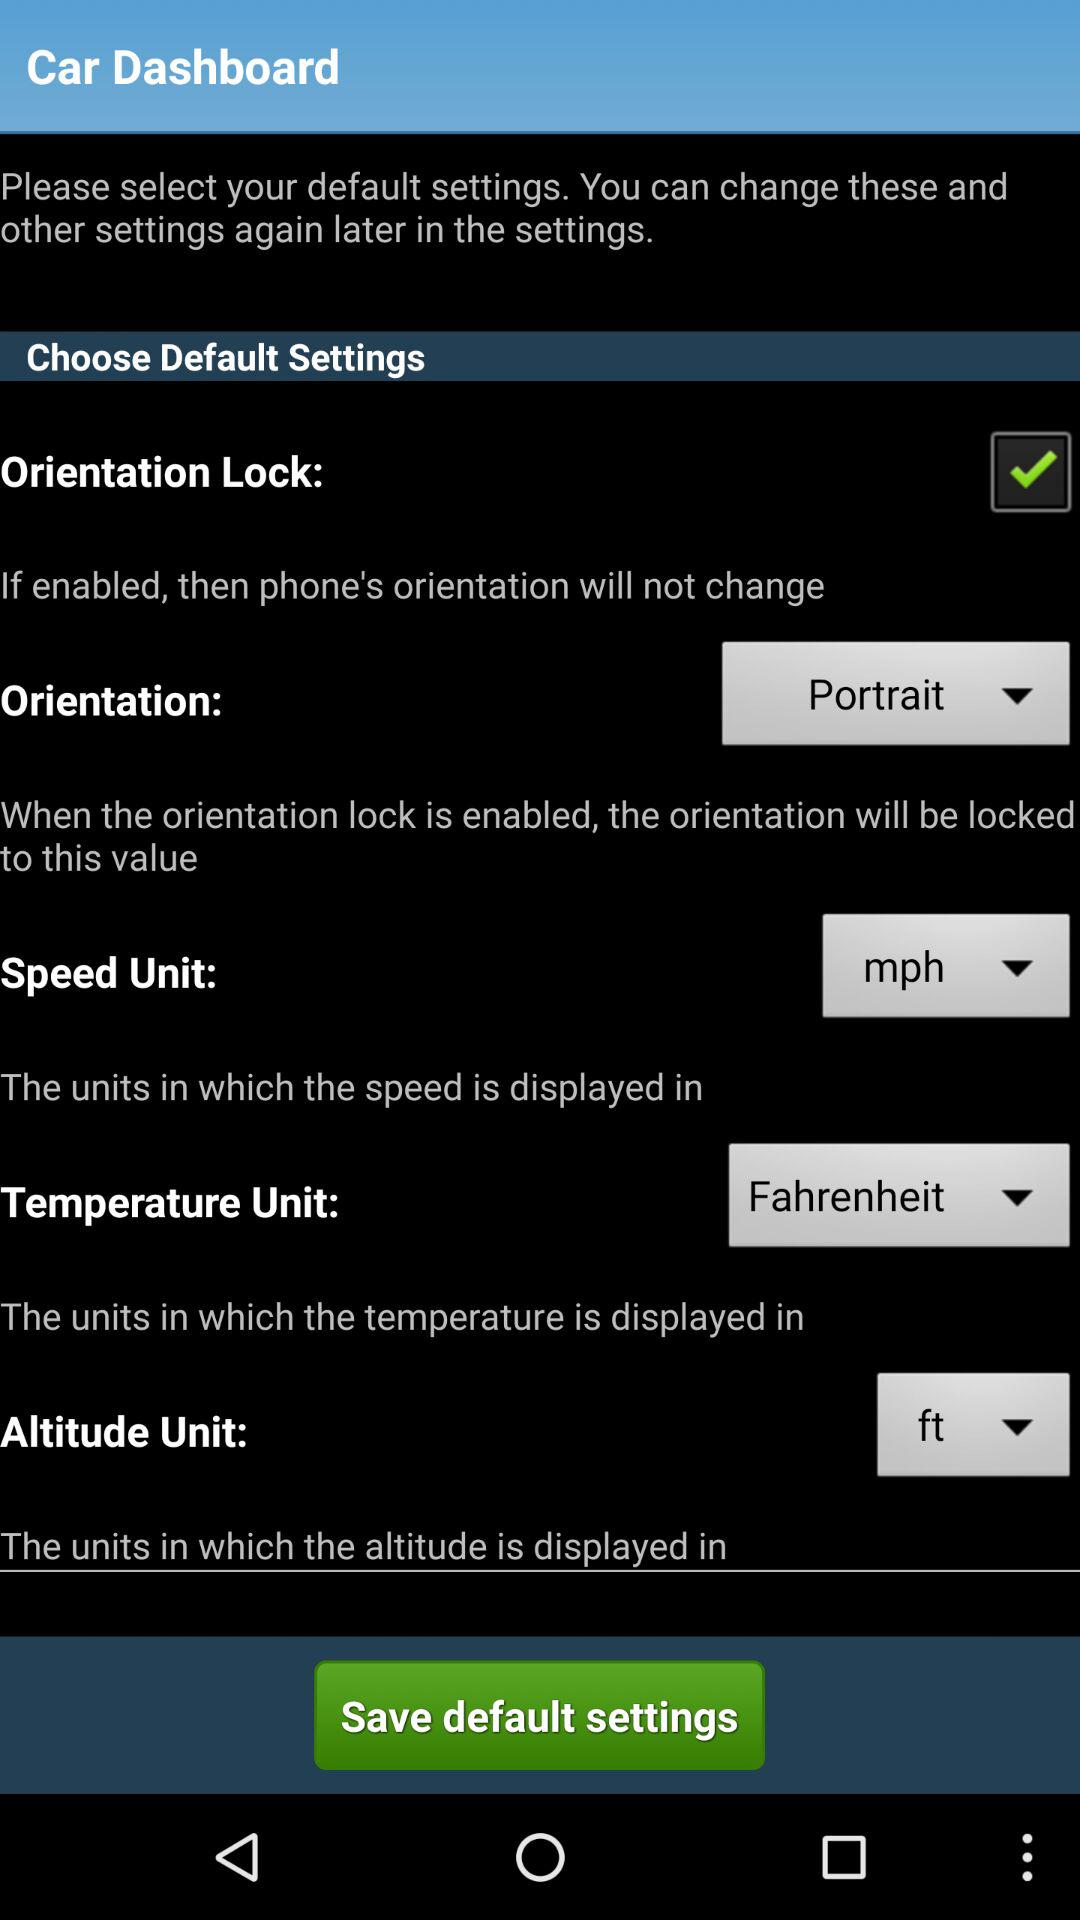 Car Dashboard
Please select your default settings. You can change these and
other settings again later in the settings.
Choose Default Settings
Orientation Lock:
If enabled, then phone's orientation will not change
Orientation:
Portrait
When the orientation lock is enabled, the orientation will be locked
to this value
Speed Unit:
mph
The units in which the speed is displayed in
Temperature Unit:
Fahrenheit
The units in which the temperature is displayed in
Altitude Unit:
ft
The units in which the altitude is displayed in
Save default settings